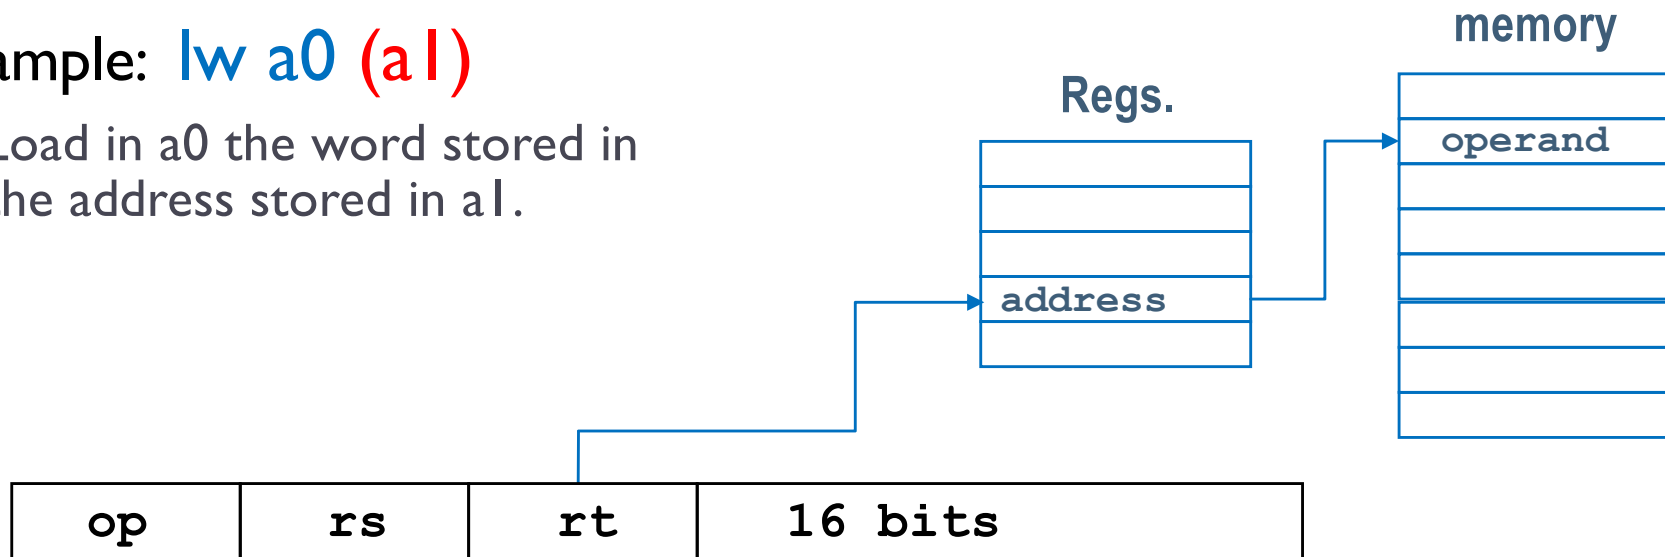 ample: lw a0 (a1)
Load in a0 the word stored in
the address stored in a1.
Regs.
memory
operand
address
op rs rt 16 bits